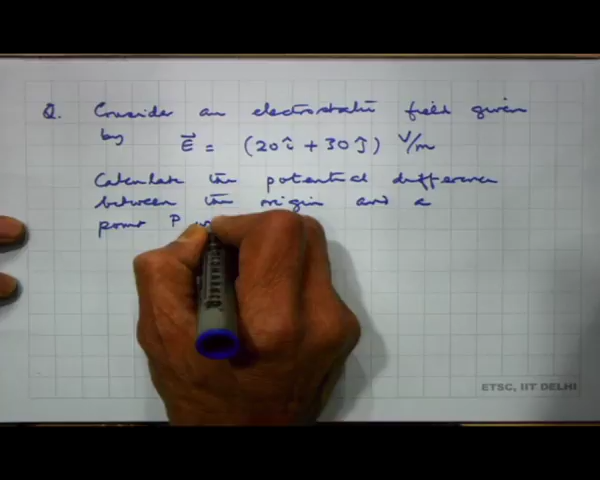 Q. Consider an electrostatic field given
by E⃗ = (20î + 30ĵ) V/m
Calculate the potential difference
between the origin and a
point P
ETSC, IIT DELHI